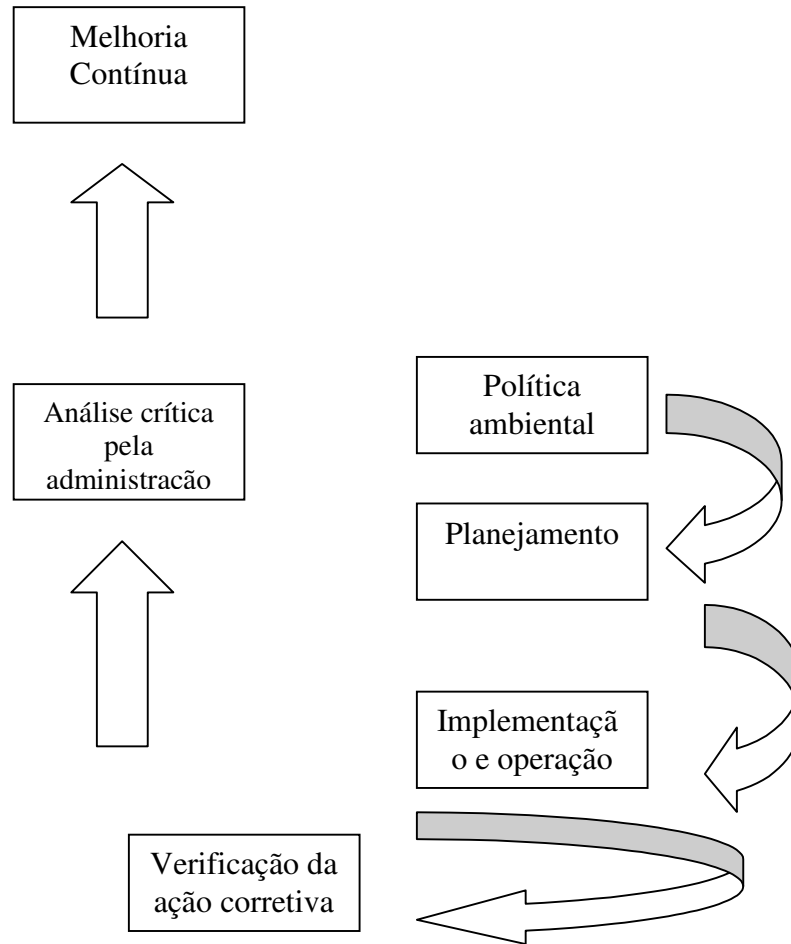 Melhoria
Contínua
Análise crítica
pela
administracão
Política
ambiental
Planejamento
Implementaçã
o e operação
Verificação da
ação corretiva